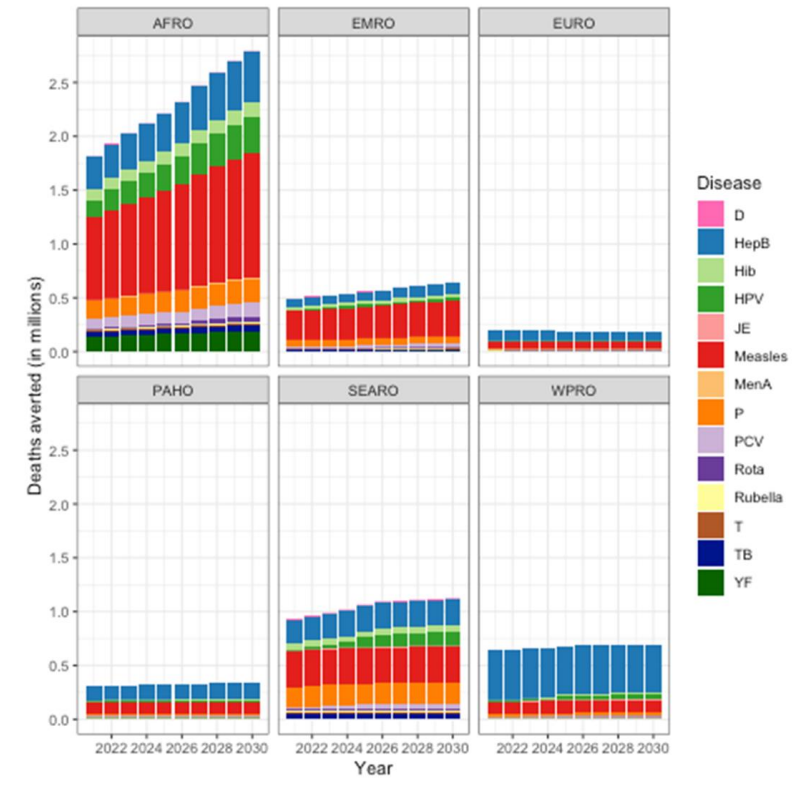 AFRO
EMRO
EURO
2.5
2.0
1.5
1.0
0.5
0.0
PAHO
SEARO
WPRO
2.5
2.0
1.5
1.0
0.5
0.0
2022 2024 2026 2028 2030
2022 2024 2026 2028 2030
2022 2024 2026 2028 2030
Year
Deaths averted (in millions)
Disease
D
HepB
Hib
HPV
JE
Measles
MenA
P
PCV
Rota
Rubella
T
TB
YF